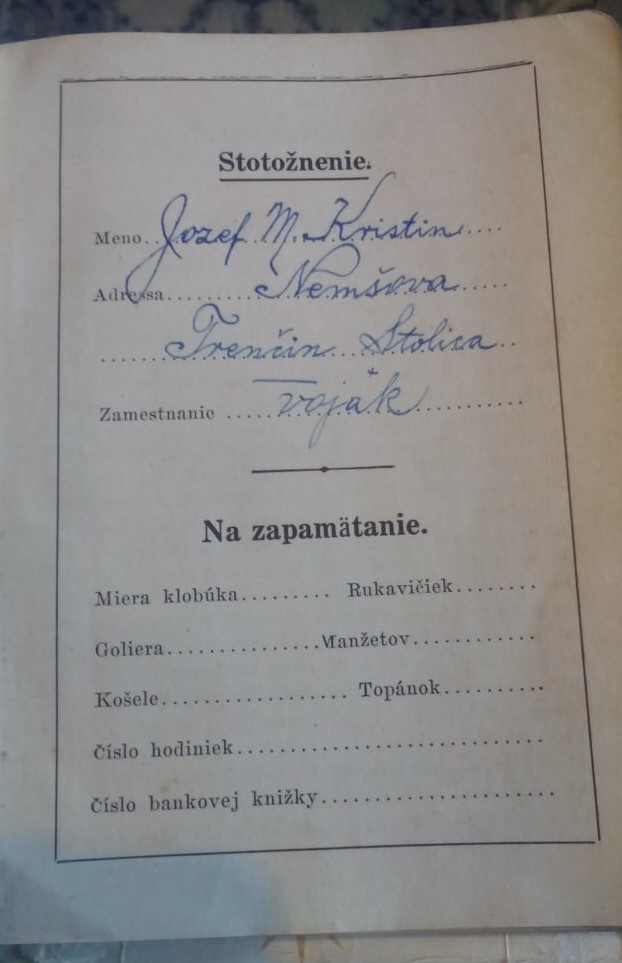 Stotožnenie.
Meno.. Jozef M. Kristin....
Adressa......... Nemšova.....
....... Trenčin... Stolica..
Zamestnanie ..... voják...........
Na zapamätanie.
Miera klobúka......... Rukavičiek........
Goliera...............Manžetov............
Košele.................. Topánok..........
Číslo hodiniek..............................
Číslo bankovej knižky.......................